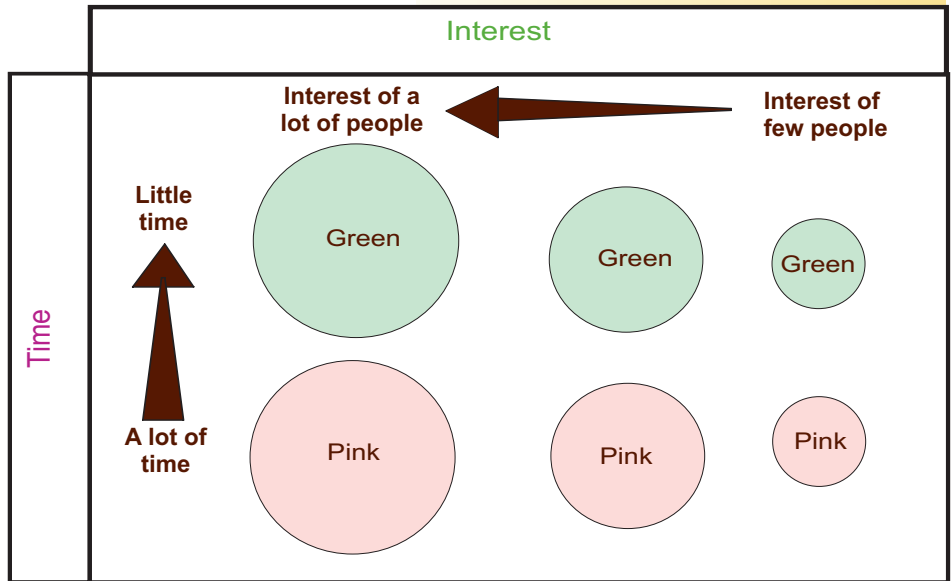 Interest
Interest of a
lot of people
Interest of
few people
Little
time
Green
Green
Green
Time
A lot of
time
Pink
Pink
Pink